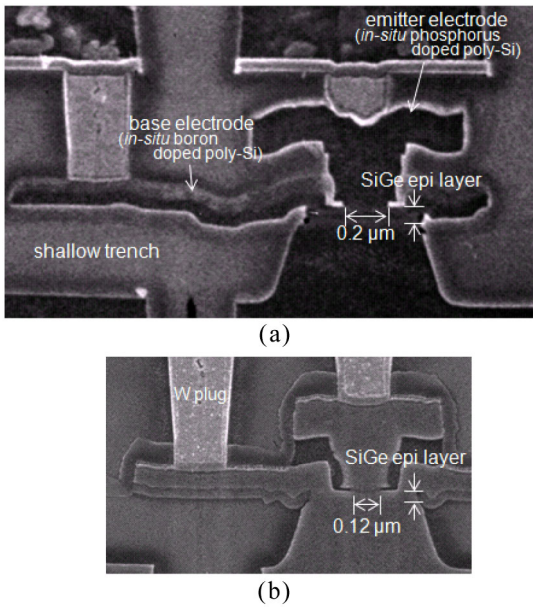 emitter electrode
(in-situ phosphorus
doped poly-Si)
base electrode
(in-situ boron
doped poly-Si)
SiGe epi layer
0.2 μm
shallow trench
(a)
W plug
SiGe epi layer
0.12 μm
(b)